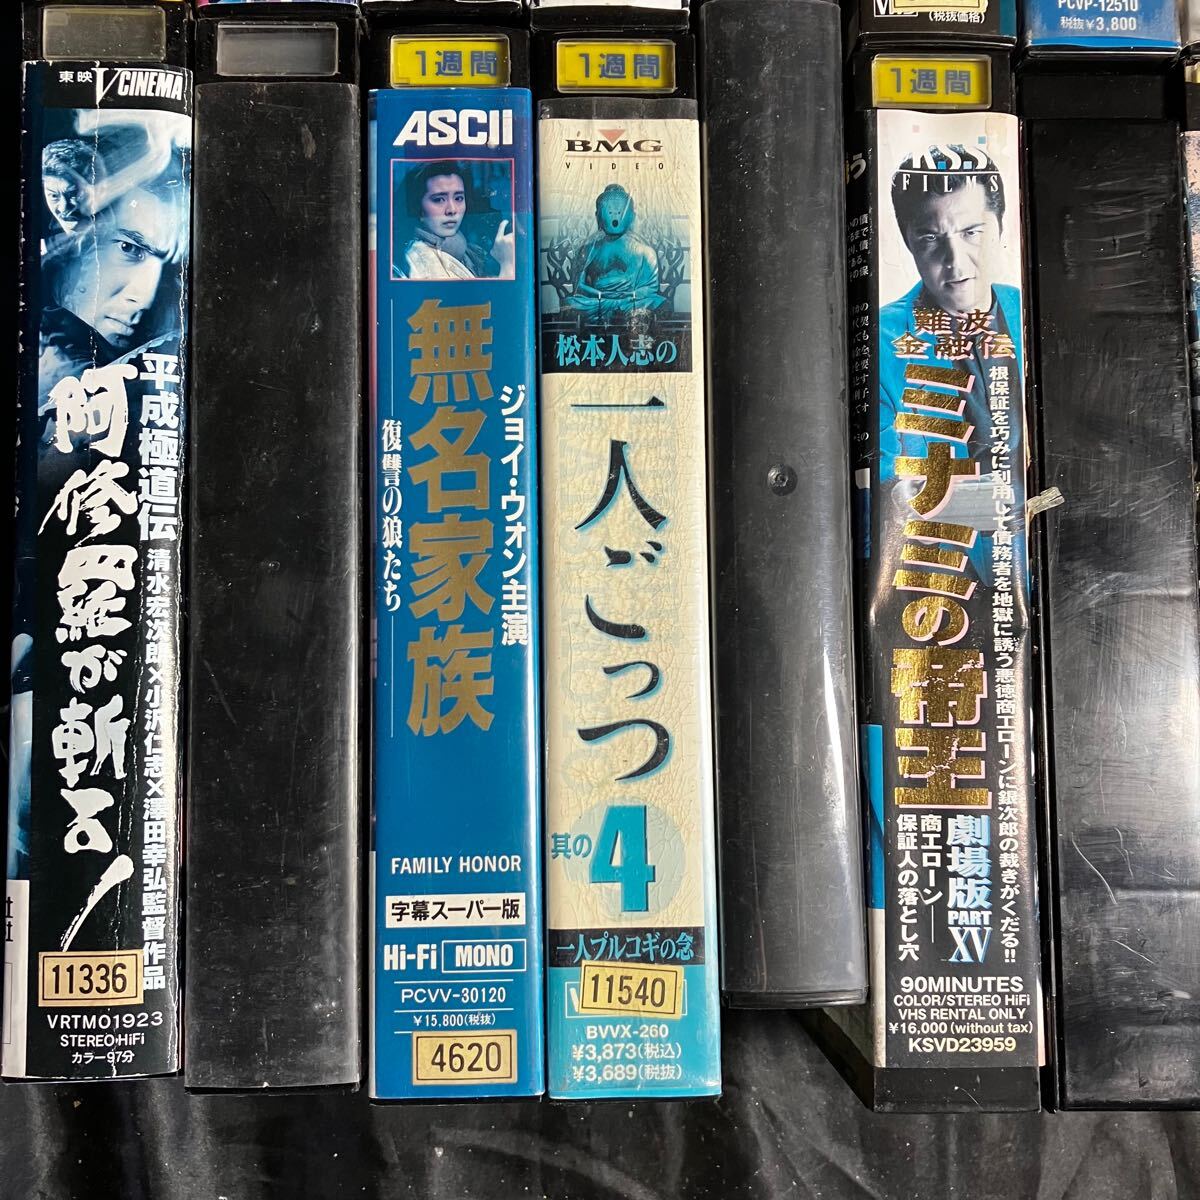 (税抜価格)
PCVP-12510
税抜¥3,800
東映 V CINEMA
平成極道伝
阿修羅が斬る!
清水宏次朗×小沢仁志×澤田幸弘監督作品
11336
VRTM01923
STEREO HiFi
カラー97分
1週間
ASCII
ジョイ・ウォン主演
無名家族
復讐の狼たち
FAMILY HONOR
字幕スーパー版
Hi-Fi MONO
PCVV-30120
¥15,800(税抜)
4620
1週間
BMG
VIDEO
松本人志の
一人ごっつ
其の4
一人プルコギの念
11540
BVVX-260
¥3,873(税込)
¥3,689(税抜)
1週間
K.S.S.
FILMS
難波
金融伝
ミナミの帝王
根保証を巧みに利用して債務者を地獄に誘う悪徳商工ローンに銀次郎の裁きがくだる!!
劇場版 PART XV
商工ローン
保証人の落とし穴
90MINUTES
COLOR/STEREO HiFi
VHS RENTAL ONLY
¥16,000(without tax)
KSVD23959